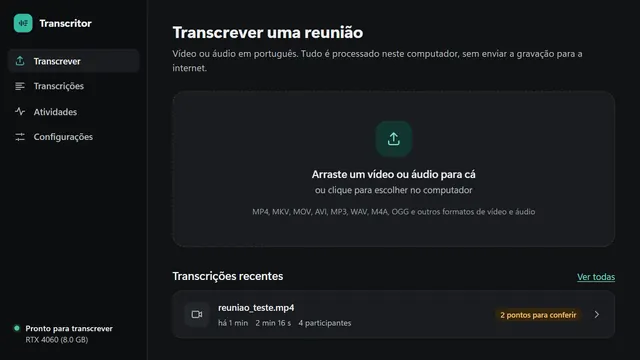 Transcritor
Transcrever
Transcrições
Atividades
Configurações
Pronto para transcrever
RTX 4060 (8.0 GB)
Transcrever uma reunião
Vídeo ou áudio em português. Tudo é processado neste computador, sem enviar a gravação para a
internet.
Arraste um vídeo ou áudio para cá
ou clique para escolher no computador
MP4, MKV, MOV, AVI, MP3, WAV, M4A, OGG e outros formatos de vídeo e áudio
Transcrições recentes
Ver todas
reuniao_teste.mp4
há 1 min 2 min 16 s 4 participantes
2 pontos para conferir